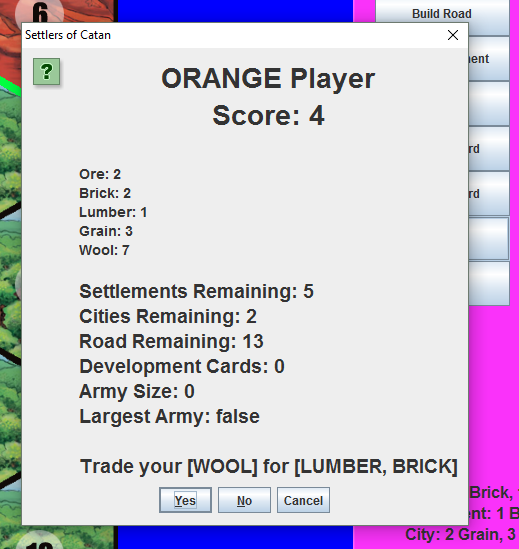 6
Build Road
Settlers of Catan
ent
?
ORANGE Player
Score: 4
rd
rd
Ore: 2
Brick: 2
Lumber: 1
Grain: 3
Wool: 7
Settlements Remaining: 5
Cities Remaining: 2
Road Remaining: 13
Development Cards: 0
Army Size: 0
Largest Army: false
Trade your [WOOL] for [LUMBER, BRICK]
Yes No Cancel
Brick,
nt: 1 B
City: 2 Grain, 3